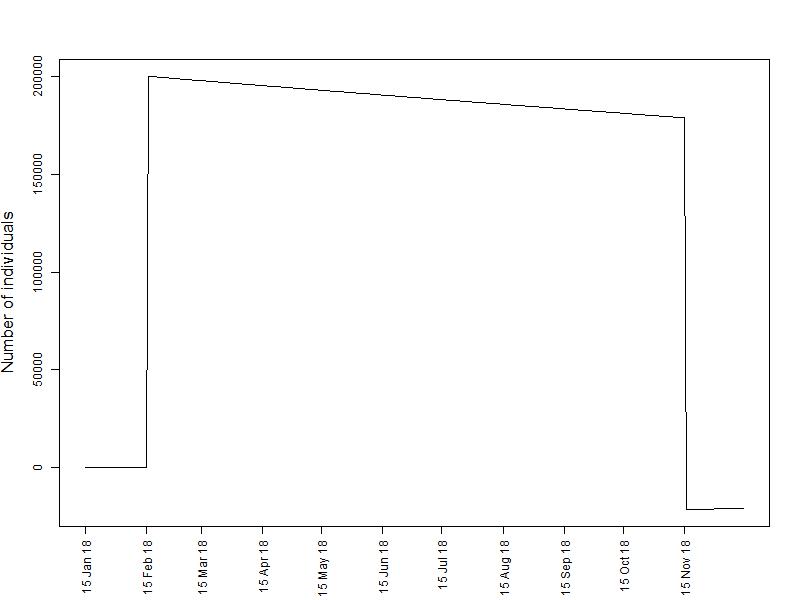 Number of individuals
200000
150000
100000
50000
0
15 Jan 18
15 Feb 18
15 Mar 18
15 Apr 18
15 May 18
15 Jun 18
15 Jul 18
15 Aug 18
15 Sep 18
15 Oct 18
15 Nov 18